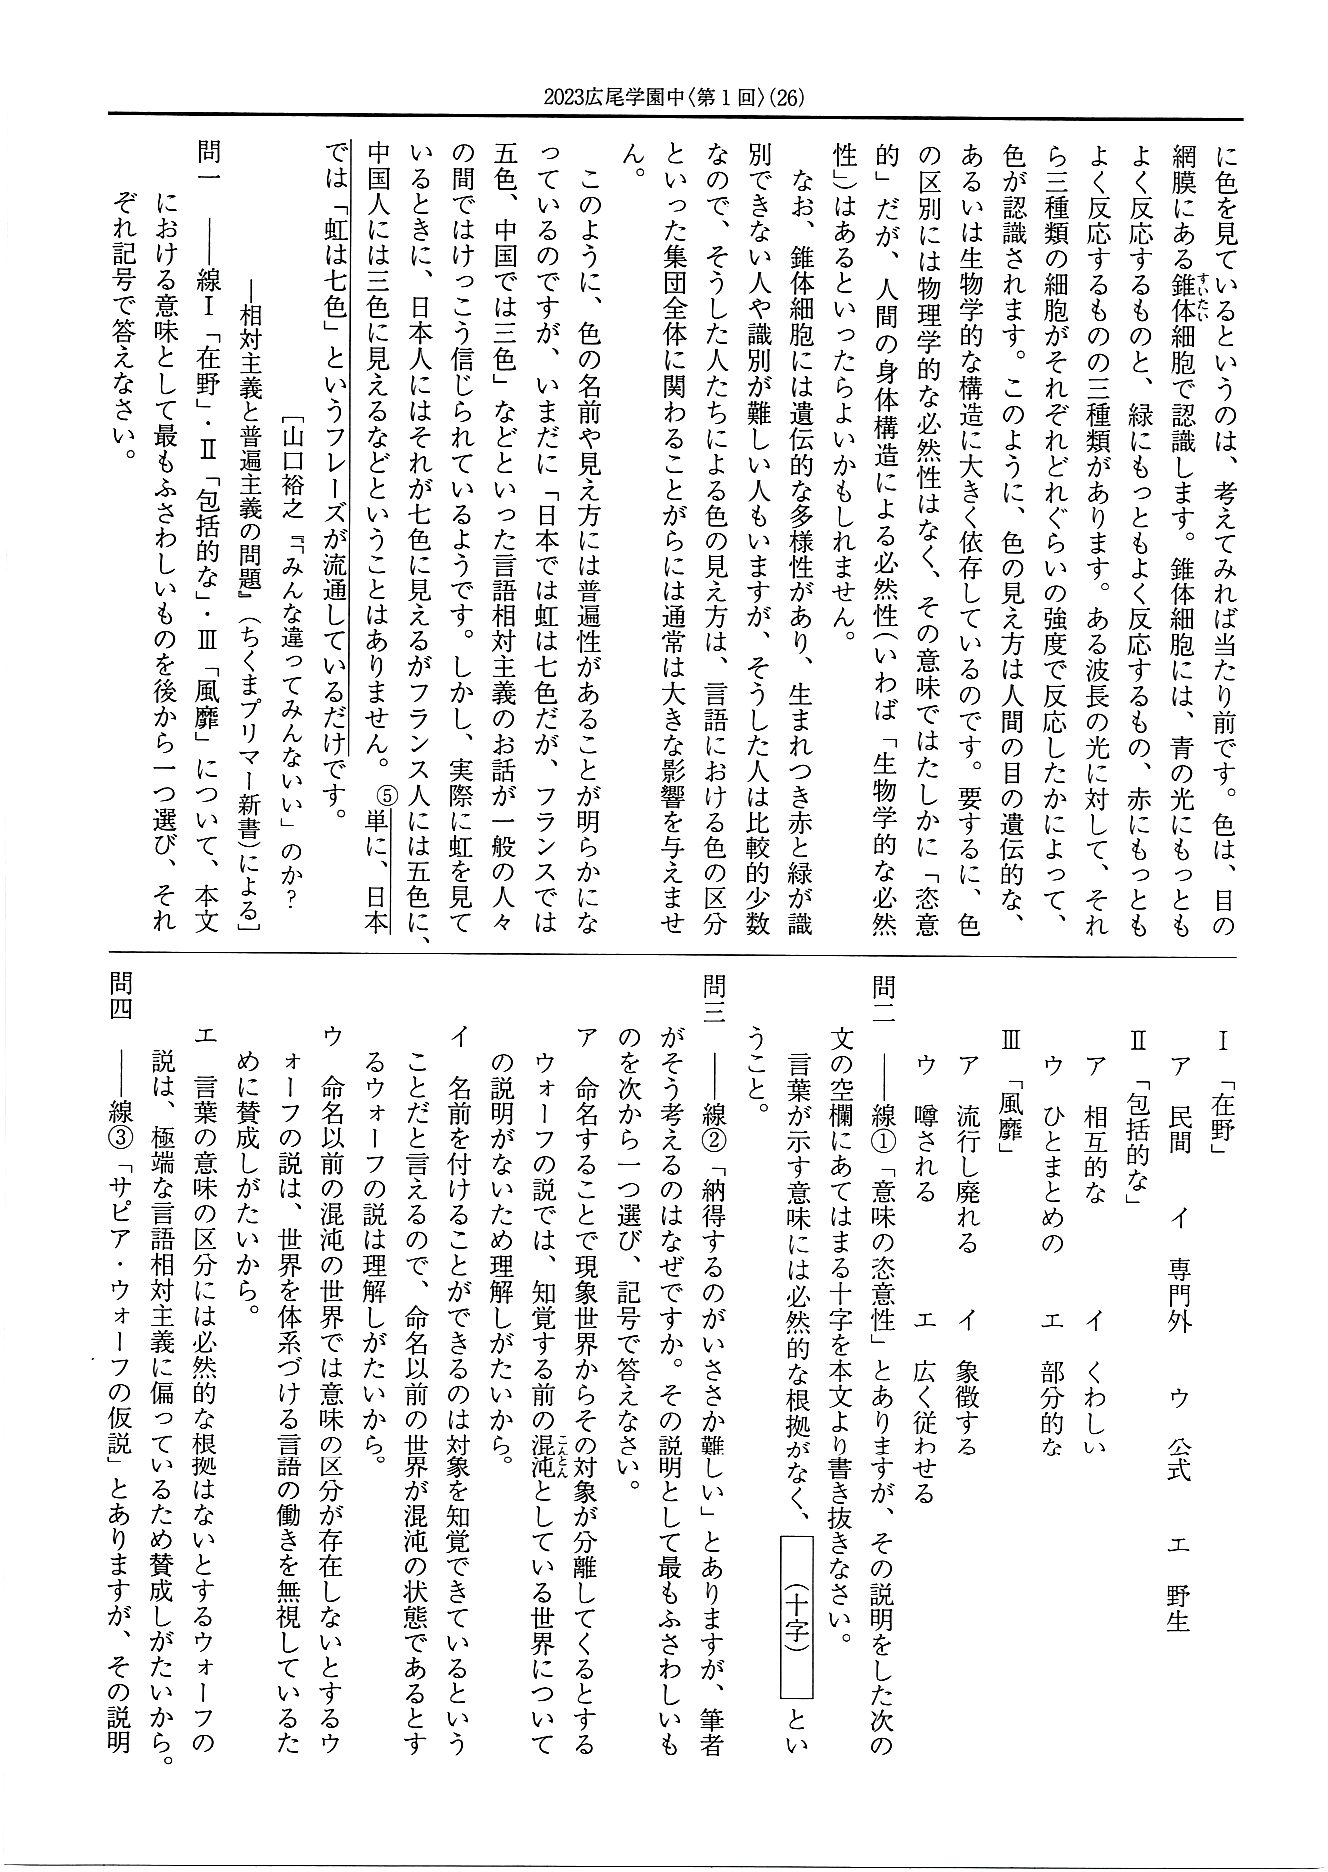 2023広尾学園中〈第1回〉(26)
に色を見ているというのは、考えてみれば当たり前です。色は、目の
網膜にある錐体細胞で認識します。錐体細胞には、青の光にもっとも
すいたい
よく反応するものと、緑にもっともよく反応するもの、赤にもっとも
よく反応するものの三種類があります。ある波長の光に対して、それ
ら三種類の細胞がそれぞれどれぐらいの強度で反応したかによって、
色が認識されます。このように、色の見え方は人間の目の遺伝的な、
あるいは生物学的な構造に大きく依存しているのです。要するに、色
の区別には物理学的な必然性はなく、その意味ではたしかに「恣意
的」だが、人間の身体構造による必然性(いわば「生物学的な必然
性」)はあるといったらよいかもしれません。
なお、錐体細胞には遺伝的な多様性があり、生まれつき赤と緑が識
別できない人や識別が難しい人もいますが、そうした人は比較的少数
なので、そうした人たちによる色の見え方は、言語における色の区分
といった集団全体に関わることがらには通常は大きな影響を与えませ
ん。
このように、色の名前や見え方には普遍性があることが明らかにな
っているのですが、いまだに「日本では虹は七色だが、フランスでは
五色、中国では三色」などといった言語相対主義のお話が一般の人々
の間ではけっこう信じられているようです。しかし、実際に虹を見て
いるときに、日本人にはそれが七色に見えるがフランス人には五色に、
中国人には三色に見えるなどということはありません。⑤単に、日本
では「虹は七色」というフレーズが流通しているだけです。
[山口裕之『「みんな違ってみんないい」のか?
―相対主義と普遍主義の問題』(ちくまプリマー新書)による]
問一 ――線Ⅰ「在野」・Ⅱ「包括的な」・Ⅲ「風靡」について、本文
における意味として最もふさわしいものを後から一つ選び、それ
ぞれ記号で答えなさい。
Ⅰ 「在野」
ア 民間 イ 専門外 ウ 公式 エ 野生
Ⅱ 「包括的な」
ア 相互的な イ くわしい
ウ ひとまとめの エ 部分的な
Ⅲ 「風靡」
ア 流行し廃れる イ 象徴する
ウ 噂される エ 広く従わせる
問二 ――線①「意味の恣意性」とありますが、その説明をした次の
文の空欄にあてはまる十字を本文より書き抜きなさい。
言葉が示す意味には必然的な根拠がなく、(十字)とい
うこと。
問三 ――線②「納得するのがいささか難しい」とありますが、筆者
がそう考えるのはなぜですか。その説明として最もふさわしいも
のを次から一つ選び、記号で答えなさい。
ア 命名することで現象世界からその対象が分離してくるとする
ウォーフの説では、知覚する前の混沌としている世界について
こんとん
の説明がないため理解しがたいから。
イ 名前を付けることができるのは対象を知覚できているという
ことだと言えるので、命名以前の世界が混沌の状態であるとす
るウォーフの説は理解しがたいから。
ウ 命名以前の混沌の世界では意味の区分が存在しないとするウ
ォーフの説は、世界を体系づける言語の働きを無視しているた
めに賛成しがたいから。
エ 言葉の意味の区分には必然的な根拠はないとするウォーフの
説は、極端な言語相対主義に偏っているため賛成しがたいから。
問四 ――線③「サピア・ウォーフの仮説」とありますが、その説明